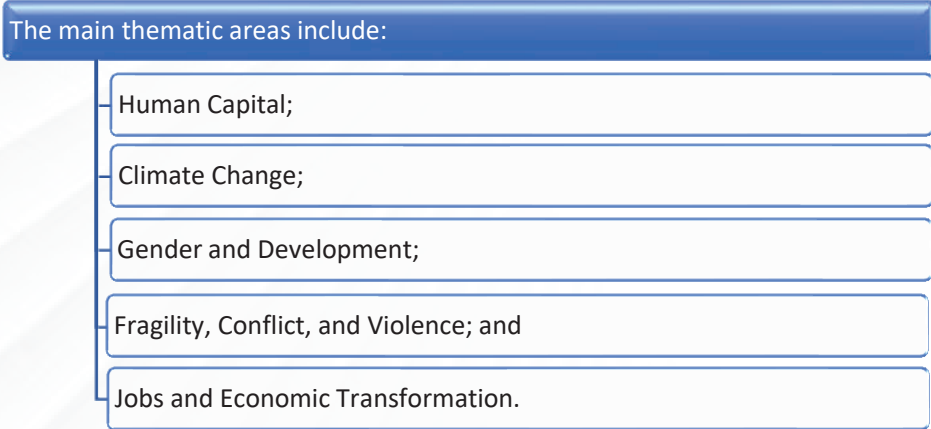 The main thematic areas include:
Human Capital;
Climate Change;
Gender and Development;
Fragility, Conflict, and Violence; and
Jobs and Economic Transformation.